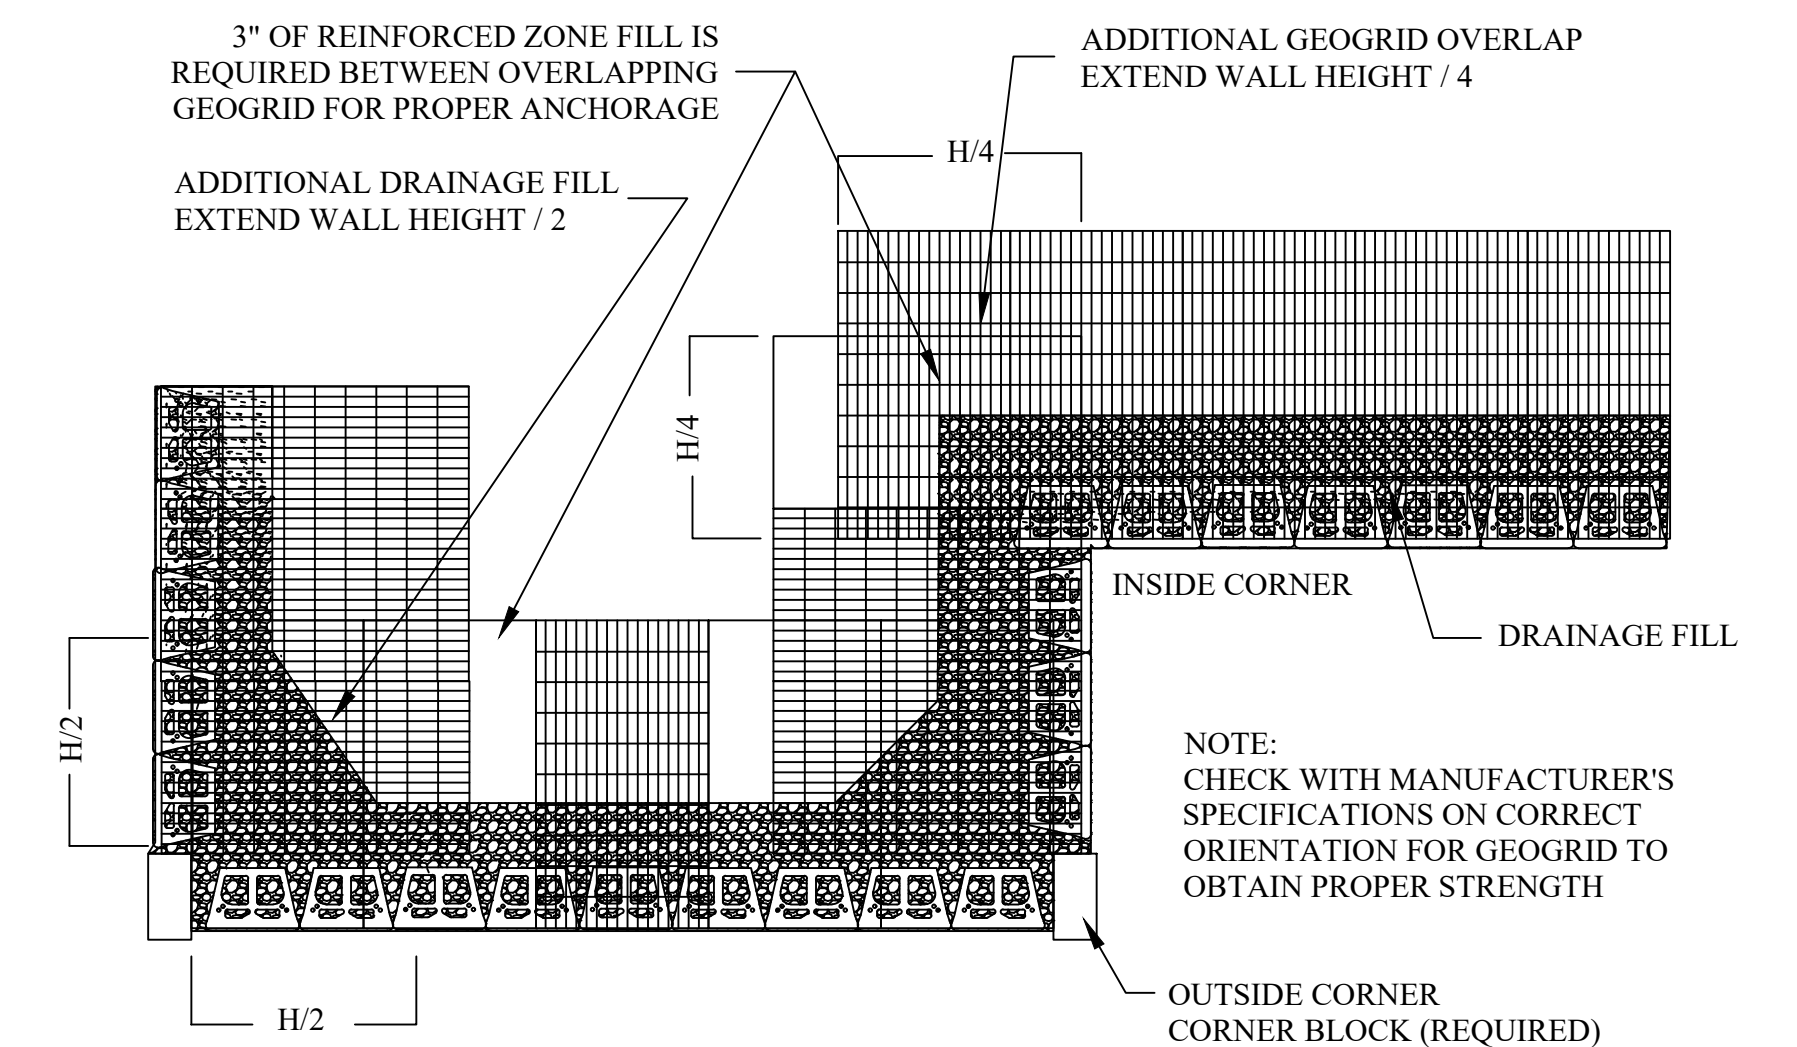 3" OF REINFORCED ZONE FILL IS
REQUIRED BETWEEN OVERLAPPING
GEOGRID FOR PROPER ANCHORAGE
ADDITIONAL GEOGRID OVERLAP
EXTEND WALL HEIGHT / 4
H/4
ADDITIONAL DRAINAGE FILL
EXTEND WALL HEIGHT / 2
H/4
INSIDE CORNER
DRAINAGE FILL
H/2
NOTE:
CHECK WITH MANUFACTURER'S
SPECIFICATIONS ON CORRECT
ORIENTATION FOR GEOGRID TO
OBTAIN PROPER STRENGTH
OUTSIDE CORNER
CORNER BLOCK (REQUIRED)
H/2